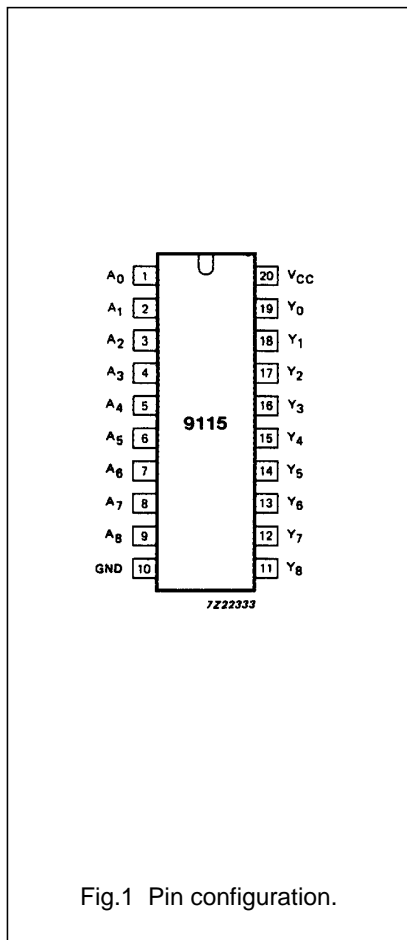 A0 1 20 VCC
A1 2 19 Y0
A2 3 18 Y1
A3 4 17 Y2
A4 5 16 Y3
9115
A5 6 15 Y4
A6 7 14 Y5
A7 8 13 Y6
A8 9 12 Y7
GND 10 11 Y8
7Z22333
Fig.1 Pin configuration.